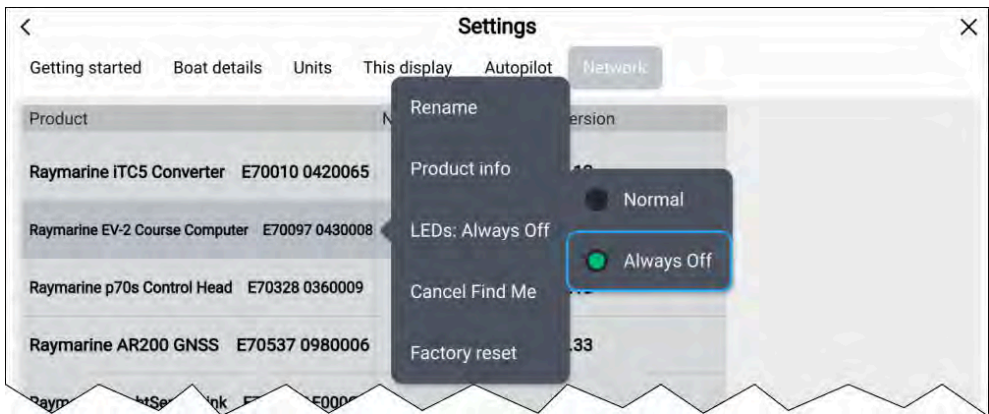 Settings
Getting started Boat details Units This display Autopilot Network
Product
Raymarine iTC5 Converter E70010 0420065
Raymarine EV-2 Course Computer E70097 0430008
Raymarine p70s Control Head E70328 0360009
Raymarine AR200 GNSS E70537 0980006 .33
Rename
Product info
LEDs: Always Off
Cancel Find Me
Factory reset
Normal
Always Off